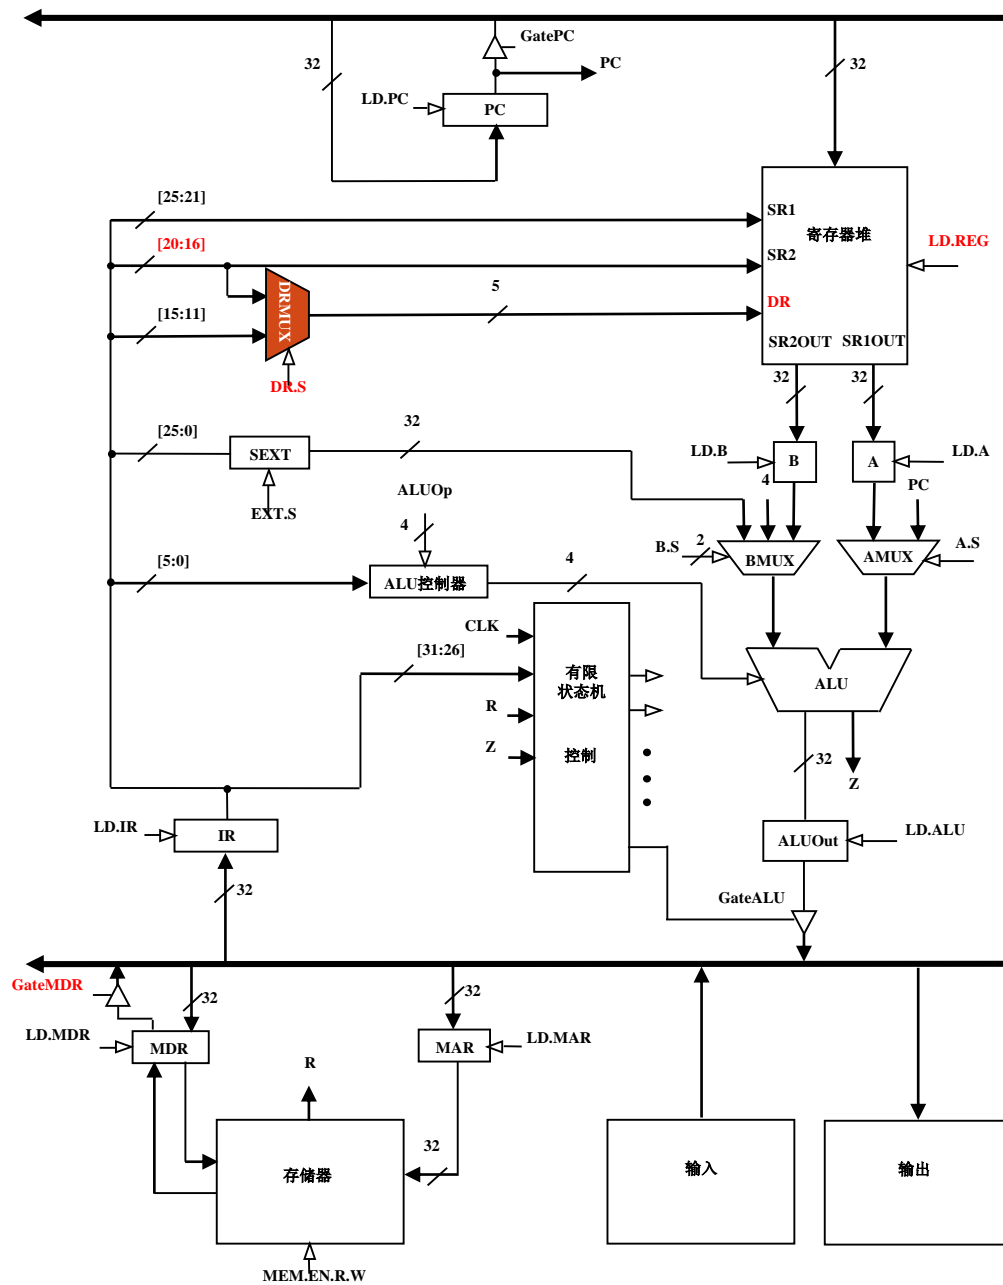 GatePC
PC
32
32
LD.PC
PC
[25:21]
SR1
寄存器堆
[20:16]
SR2
LD.REG
DRMUX
5
DR
[15:11]
SR2OUT
SR1OUT
DR.S
32
32
[25:0]
32
SEXT
LD.B
B
A
LD.A
EXT.S
ALUOp
4
PC
4
B.S
2
BMUX
AMUX
A.S
[5:0]
ALU控制器
4
CLK
[31:26]
有限
状态机
ALU
R
Z
控制
32
Z
LD.IR
IR
ALUOut
LD.ALU
32
GateALU
GateMDR
32
32
LD.MDR
MDR
MAR
LD.MAR
R
32
存储器
输入
输出
MEM.EN.R.W